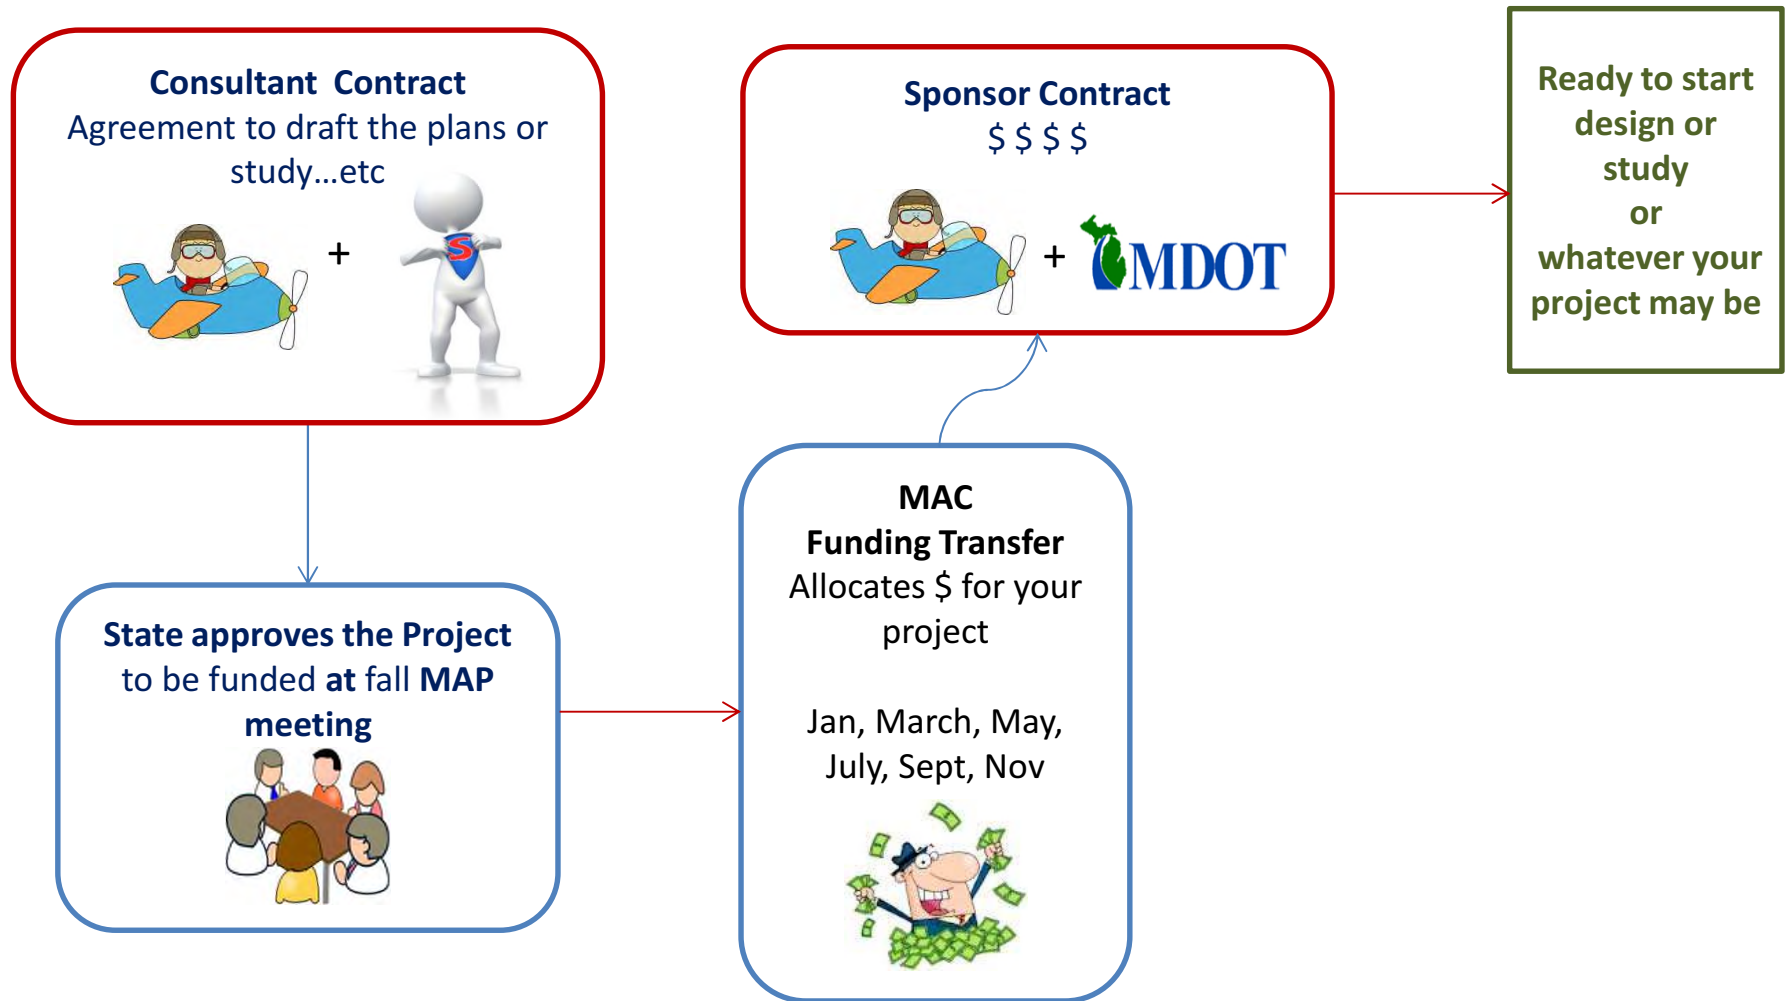 Consultant  Contract
Agreement to draft the plans or
study…etc
+
S
State approves the Project
to be funded at fall MAP
meeting
MAC
Funding Transfer
Allocates $ for your
project
Jan, March, May,
July, Sept, Nov
Sponsor Contract
$ $ $ $
+
MDOT
Ready to start
design or
study
or
whatever your
project may be